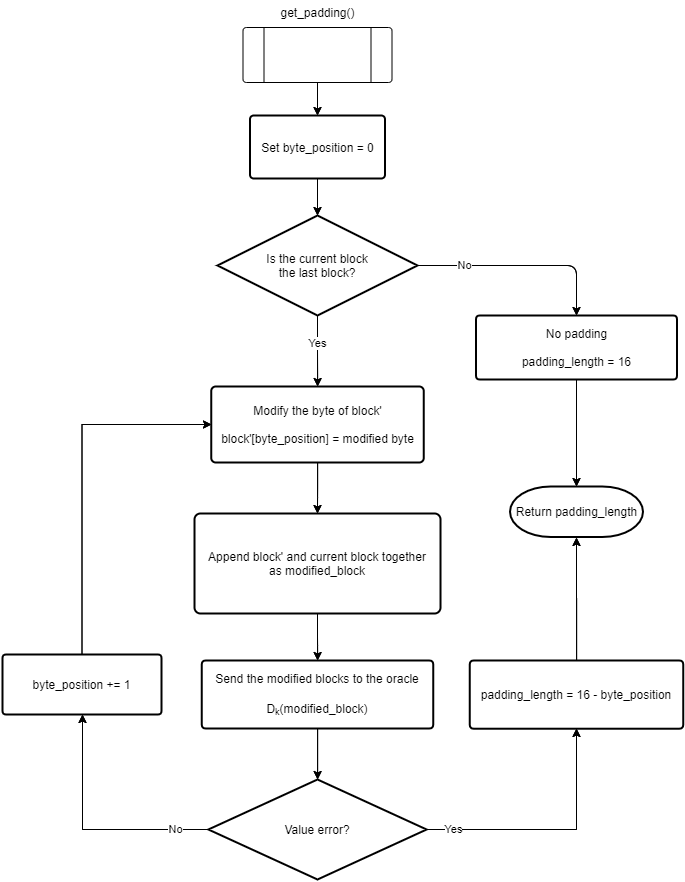 get_padding()
Set byte_position = 0
Is the current block
the last block?
No
No padding
padding_length = 16
Yes
Modify the byte of block'
block'[byte_position] = modified byte
Return padding_length
Append block' and current block together
as modified_block
byte_position += 1
Send the modified blocks to the oracle
Dk(modified_block)
padding_length = 16 - byte_position
Value error?
No
Yes